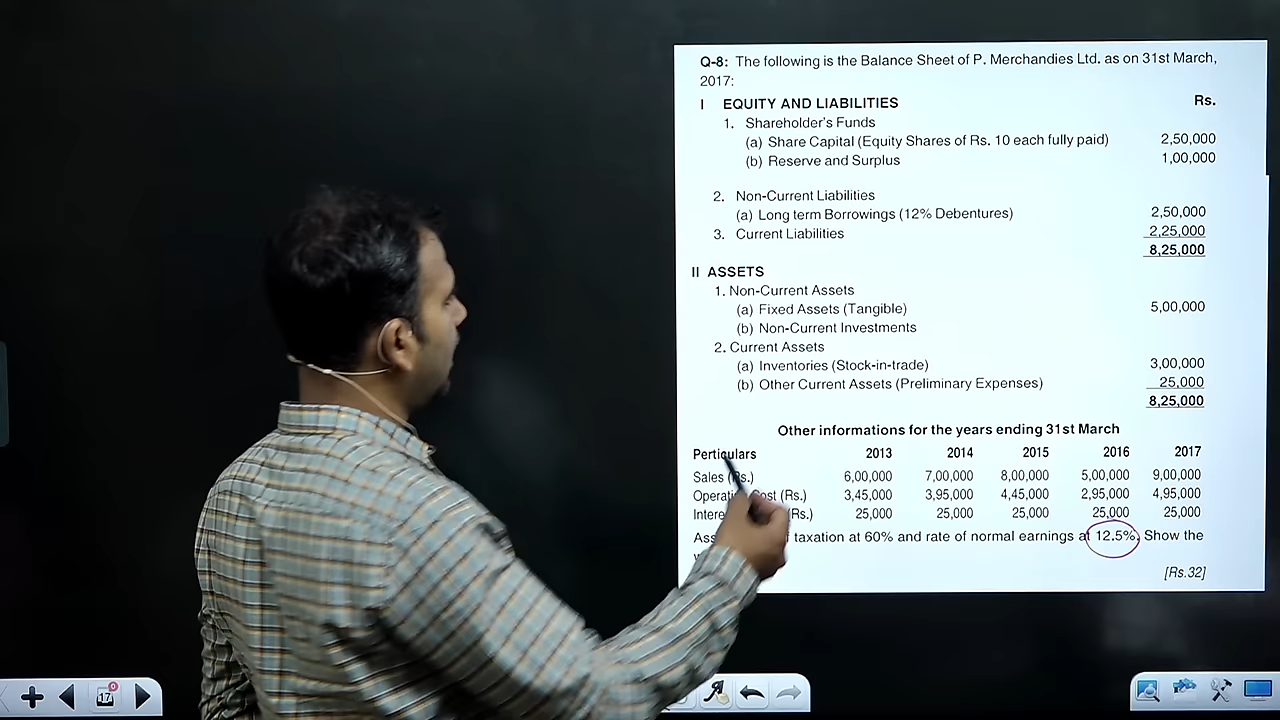 Q-8: The following is the Balance Sheet of P. Merchandies Ltd. as on 31st March,
2017:
I EQUITY AND LIABILITIES Rs.
1. Shareholder's Funds
(a) Share Capital (Equity Shares of Rs. 10 each fully paid) 2,50,000
(b) Reserve and Surplus 1,00,000
2. Non-Current Liabilities
(a) Long term Borrowings (12% Debentures) 2,50,000
3. Current Liabilities 2,25,000
8,25,000
II ASSETS
1. Non-Current Assets
(a) Fixed Assets (Tangible) 5,00,000
(b) Non-Current Investments
2. Current Assets
(a) Inventories (Stock-in-trade) 3,00,000
(b) Other Current Assets (Preliminary Expenses) 25,000
8,25,000
Other informations for the years ending 31st March
Perticulars 2013 2014 2015 2016 2017
Sales (Rs.) 6,00,000 7,00,000 8,00,000 5,00,000 9,00,000
(Rs.) 3,45,000 3,95,000 4,45,000 2,95,000 4,95,000
(Rs.) 25,000 25,000 25,000 25,000 25,000
taxation at 60% and rate of normal earnings at 12.5%. Show the
[Rs.32]
17
0